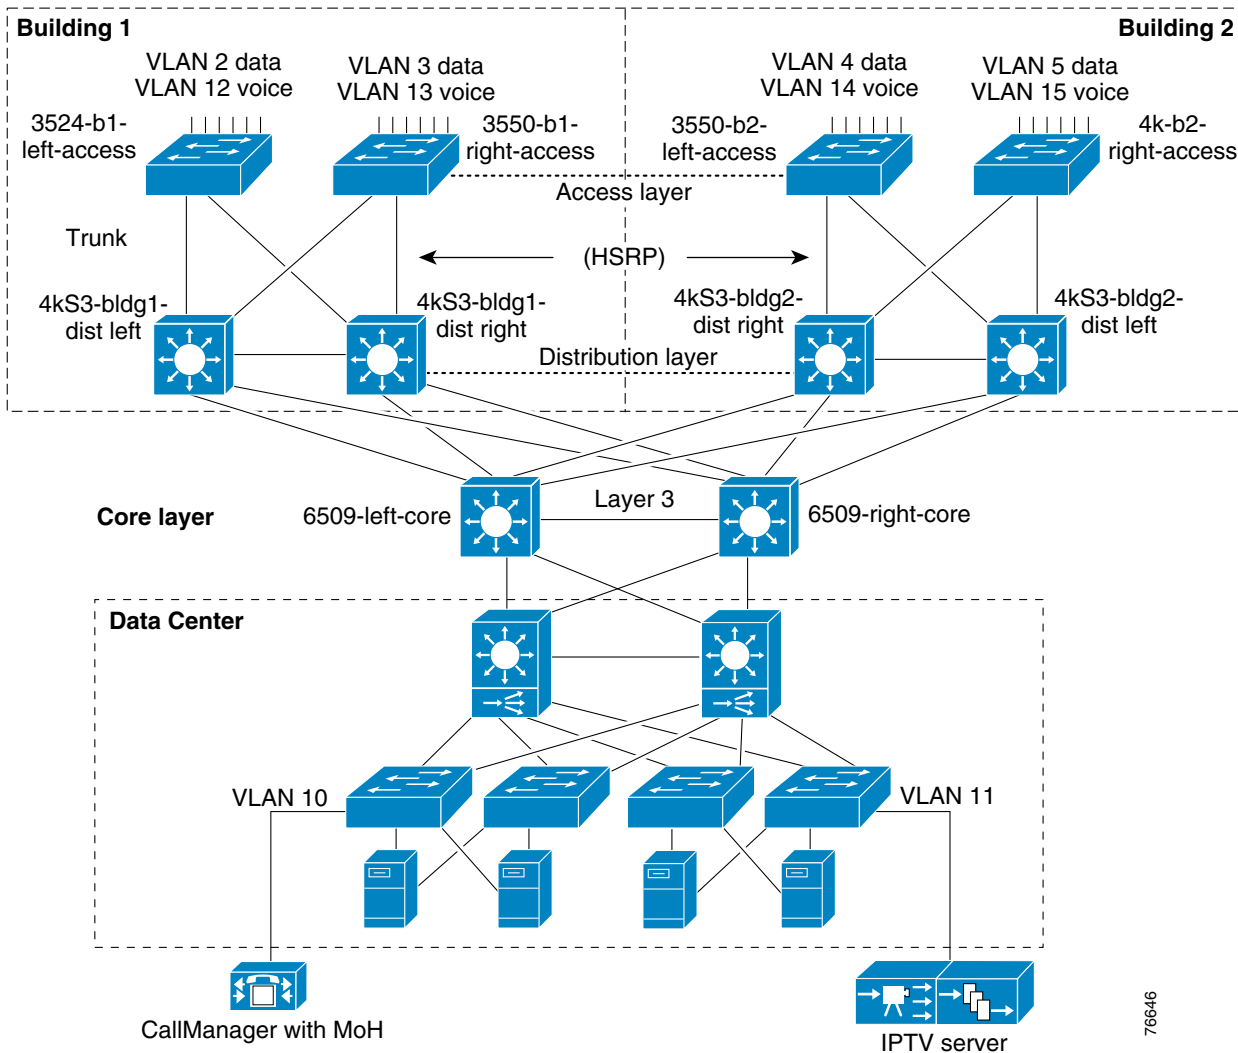 Building 1
Building 2
VLAN 2 data
VLAN 12 voice
VLAN 3 data
VLAN 13 voice
VLAN 4 data
VLAN 14 voice
VLAN 5 data
VLAN 15 voice
3524-b1-
left-access
3550-b1-
right-access
3550-b2-
left-access
4k-b2-
right-access
Access layer
Trunk
(HSRP)
4kS3-bldg1-
dist left
4kS3-bldg1-
dist right
4kS3-bldg2-
dist right
4kS3-bldg2-
dist left
Distribution layer
Core layer
6509-left-core
Layer 3
6509-right-core
Data Center
VLAN 10
VLAN 11
CallManager with MoH
IPTV server
76646